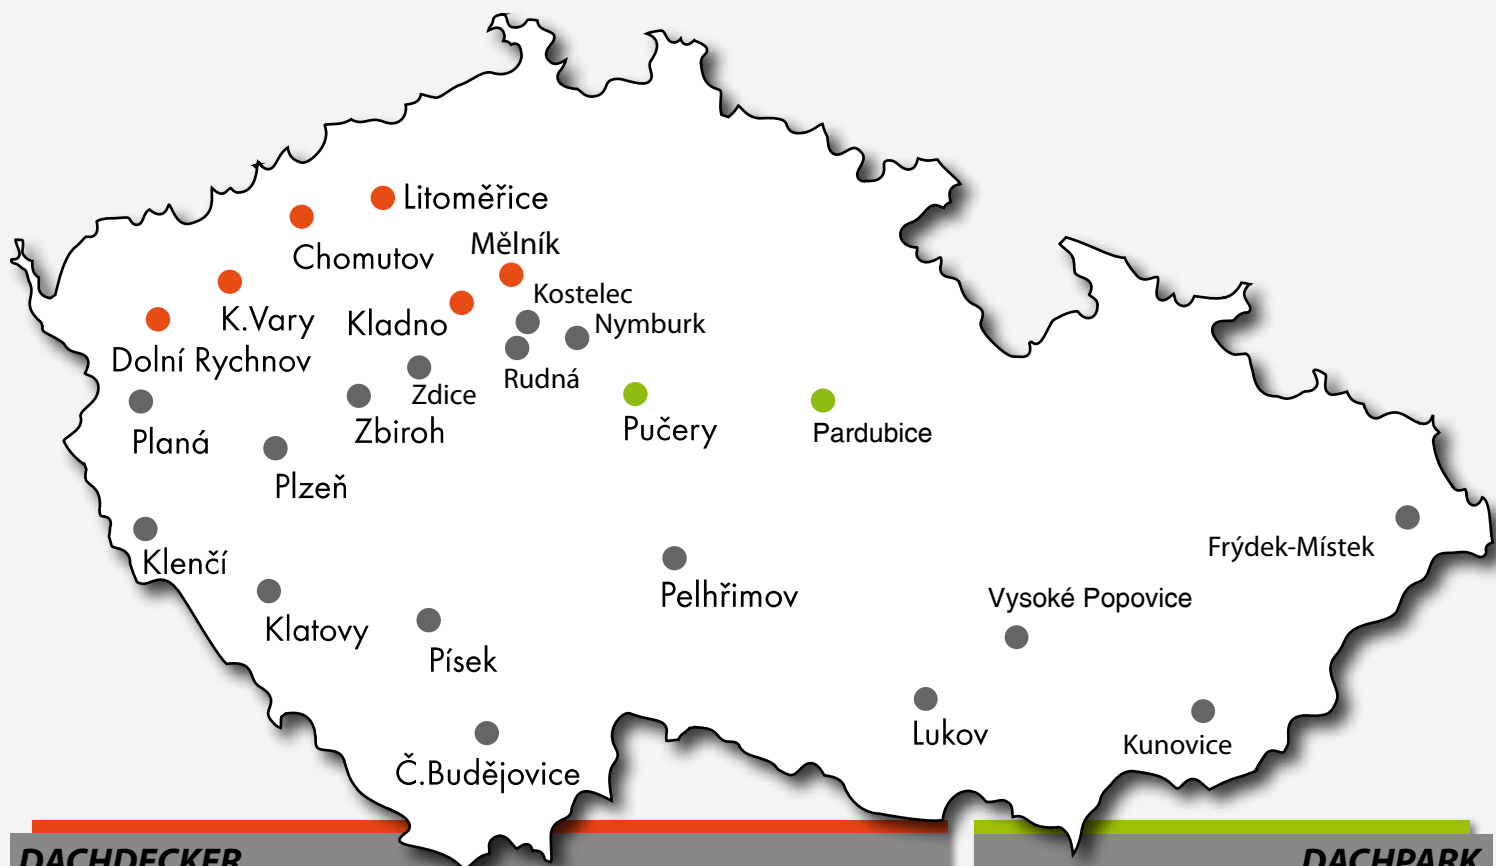 Litoměřice
Mělník
Chomutov
Kostelec
K.Vary
Kladno
Nymburk
Dolní Rychnov
Rudná
Zdice
Planá
Zbiroh
Pučery
Pardubice
Plzeň
Klenčí
Frýdek-Místek
Pelhřimov
Vysoké Popovice
Klatovy
Písek
Lukov
Kunovice
Č.Budějovice
DACHDECKER
DACHPARK